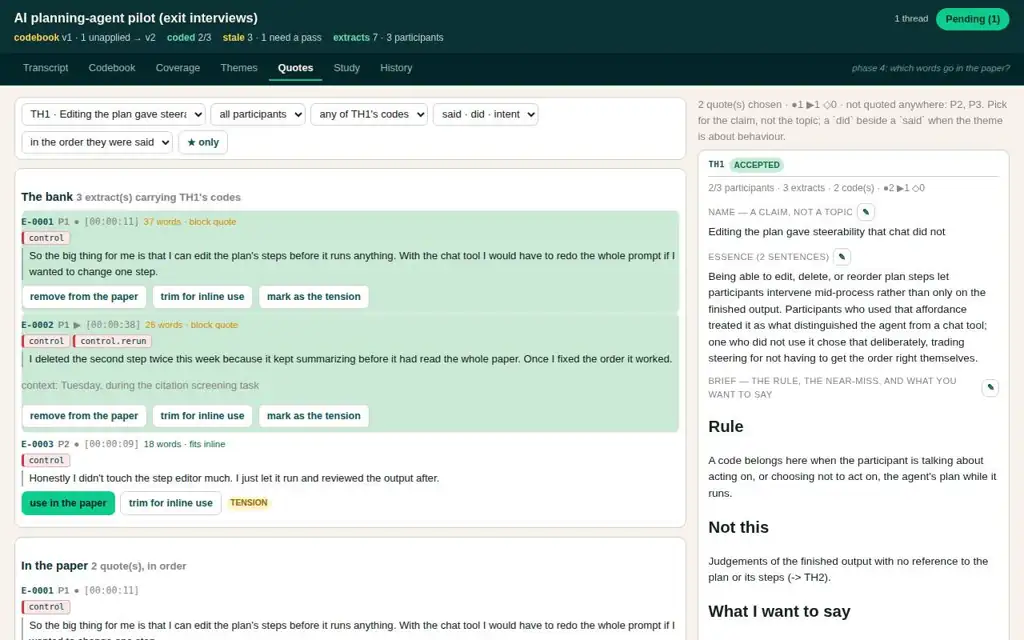 AI planning-agent pilot (exit interviews)
codebook v1 · 1 unapplied → v2 coded 2/3 stale 3 · 1 need a pass extracts 7 · 3 participants
1 thread Pending (1)
Transcript Codebook Coverage Themes Quotes Study History
phase 4: which words go in the paper?
TH1 · Editing the plan gave steera all participants any of TH1's codes said · did · intent
in the order they were said ★ only
The bank 3 extract(s) carrying TH1's codes
E-0001 P1 ● [00:00:11] 37 words · block quote
control
So the big thing for me is that I can edit the plan's steps before it runs anything. With the chat tool I would have to redo the whole prompt if I
wanted to change one step.
remove from the paper trim for inline use mark as the tension
E-0002 P1 ▶ [00:00:38] 26 words · block quote
control control.rerun
I deleted the second step twice this week because it kept summarizing before it had read the whole paper. Once I fixed the order it worked.
context: Tuesday, during the citation screening task
remove from the paper trim for inline use mark as the tension
E-0003 P2 ● [00:00:09] 18 words · fits inline
control
Honestly I didn't touch the step editor much. I just let it run and reviewed the output after.
use in the paper trim for inline use TENSION
In the paper 2 quote(s), in order
E-0001 P1 ● [00:00:11]
control
So the big thing for me is that I can edit the plan's steps before it runs anything. With the chat tool I would have to redo the whole prompt if I
wanted to change one step.
2 quote(s) chosen · ●1 ▶1 ◇0 · not quoted anywhere: P2, P3. Pick
for the claim, not the topic; a `did` beside a `said` when the theme
is about behaviour.
TH1 ACCEPTED
2/3 participants · 3 extracts · 2 code(s) · ●2 ▶1 ◇0
NAME — A CLAIM, NOT A TOPIC ✎
Editing the plan gave steerability that chat did not
ESSENCE (2 SENTENCES) ✎
Being able to edit, delete, or reorder plan steps let
participants intervene mid-process rather than only on the
finished output. Participants who used that affordance
treated it as what distinguished the agent from a chat tool;
one who did not use it chose that deliberately, trading
steering for not having to get the order right themselves.
BRIEF — THE RULE, THE NEAR-MISS, AND WHAT YOU
WANT TO SAY ✎
Rule
A code belongs here when the participant is talking about
acting on, or choosing not to act on, the agent's plan while it
runs.
Not this
Judgements of the finished output with no reference to the
plan or its steps (-> TH2).
What I want to say